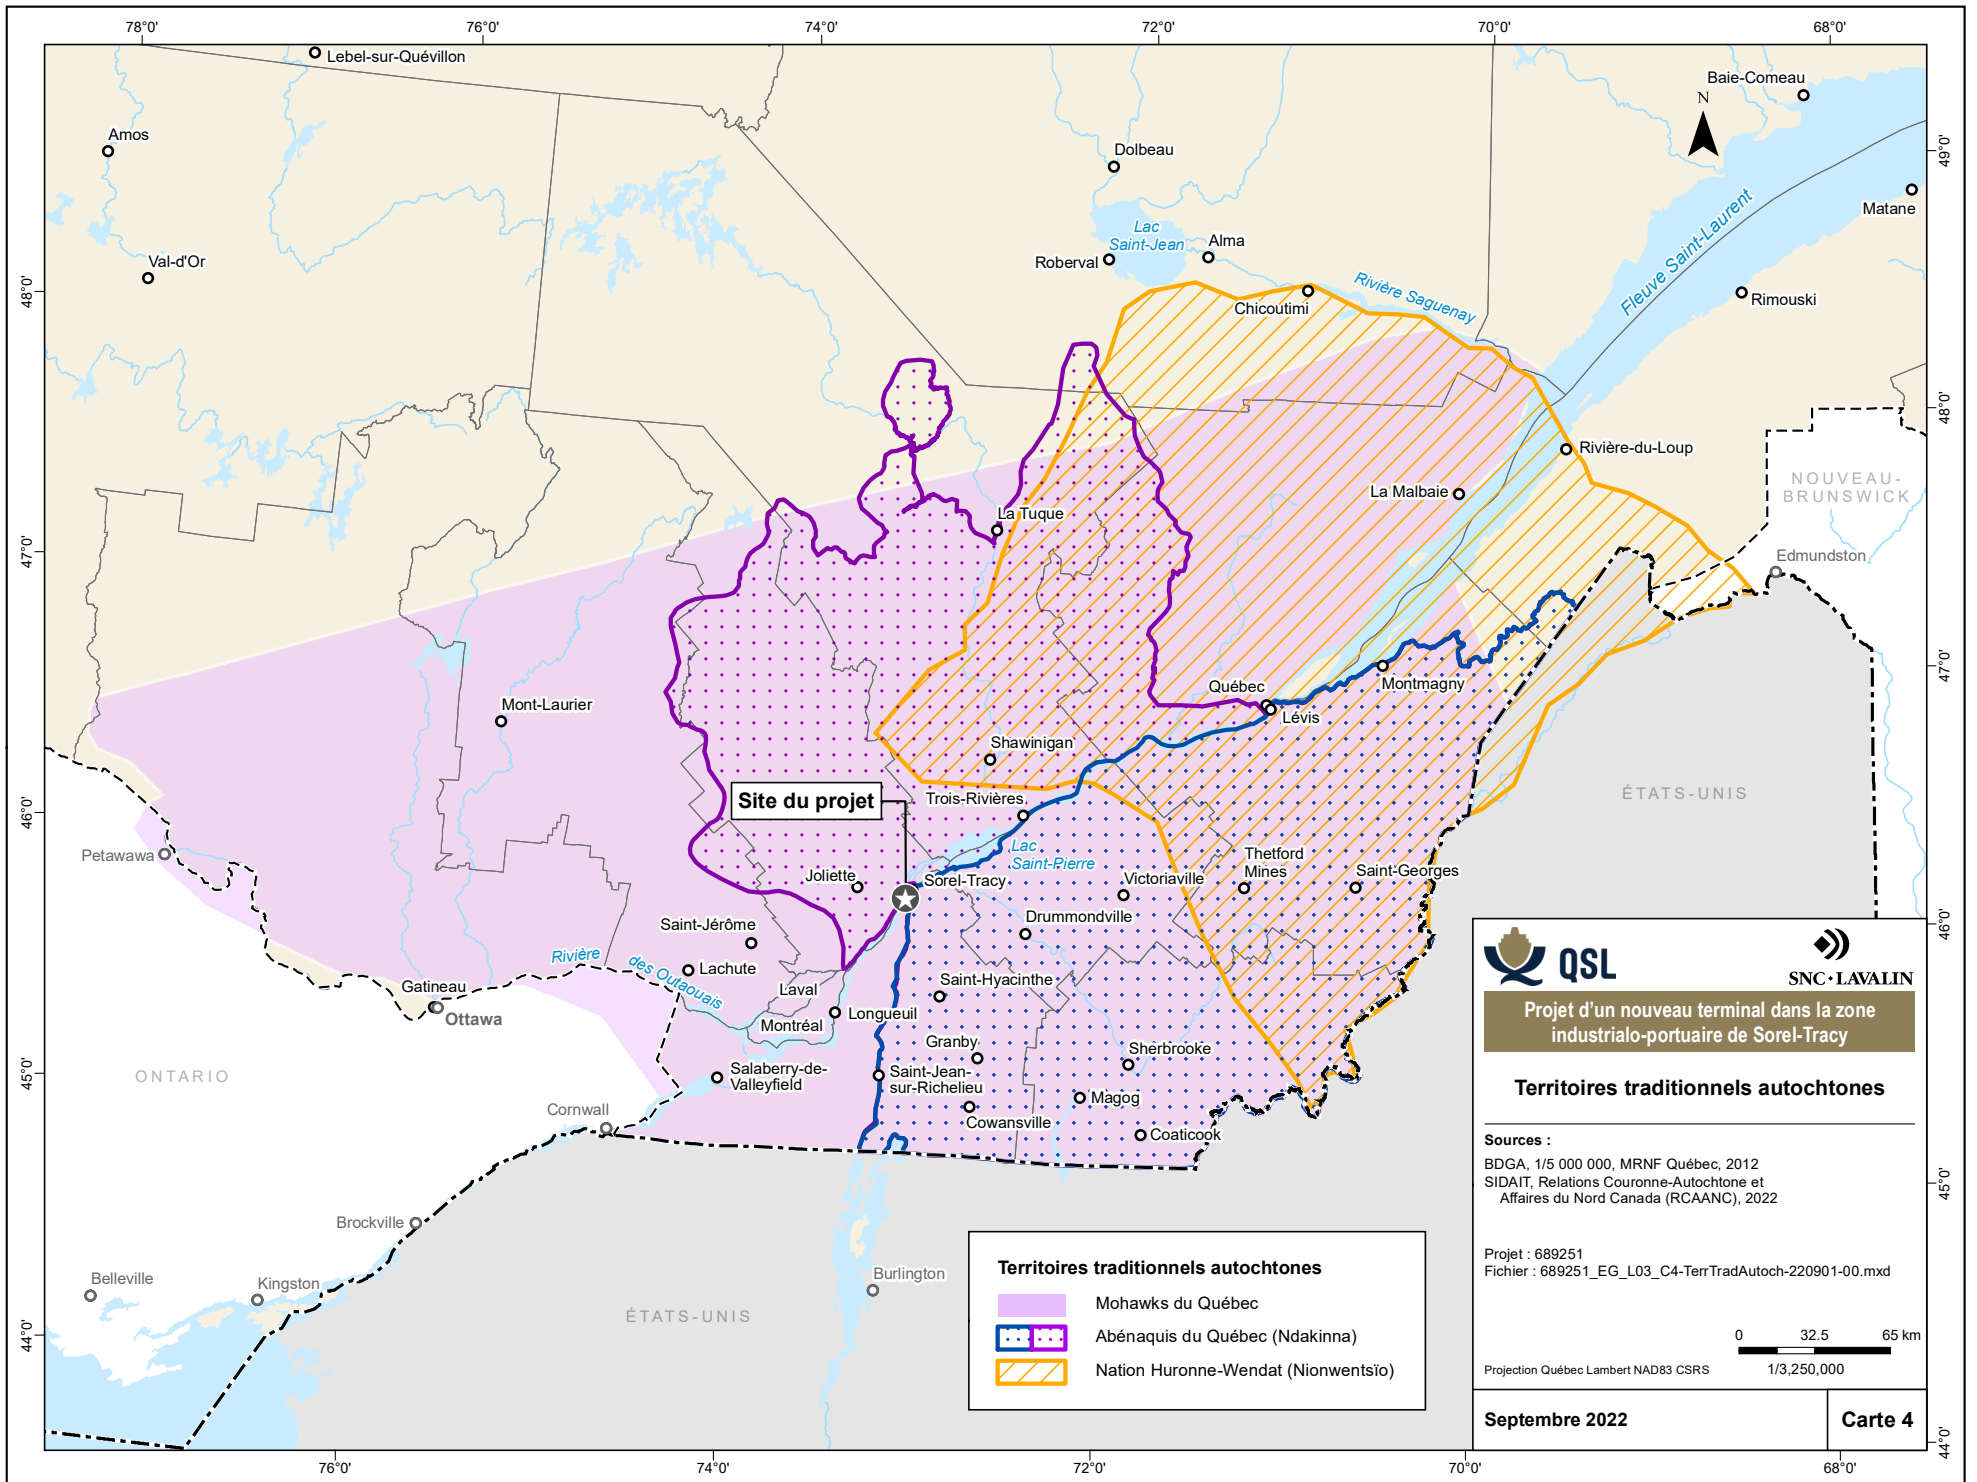 78°0'
76°0'
74°0'
72°0'
70°0'
68°0'
Lebel-sur-Quévillon
Baie-Comeau
N
Amos
Dolbeau
49°0'
Matane
Fleuve Saint-Laurent
Lac
Saint-Jean
Alma
Val-d'Or
Roberval
48°0'
Rivière Saguenay
Rimouski
Chicoutimi
48°0'
Rivière-du-Loup
NOUVEAU-
BRUNSWICK
La Malbaie
La Tuque
47°0'
Edmundston
47°0'
Québec
Montmagny
Mont-Laurier
Lévis
Shawinigan
Site du projet
Trois-Rivières
ÉTATS-UNIS
46°0'
Lac
Saint-Pierre
Petawawa
Thetford
Mines
Joliette
Sorel-Tracy
Victoriaville
Saint-Georges
Saint-Jérôme
Drummondville
46°0'
Rivière
des Outaouais
Lachute
Gatineau
Laval
Saint-Hyacinthe
Ottawa
Montréal
Longueuil
Granby
Sherbrooke
45°0'
ONTARIO
Salaberry-de-
Valleyfield
Saint-Jean-
sur-Richelieu
Magog
Cornwall
Cowansville
Coaticook
45°0'
Brockville
Belleville
Kingston
Burlington
ÉTATS-UNIS
44°0'
44°0'
76°0'
74°0'
72°0'
70°0'
68°0'
Territoires traditionnels autochtones
Mohawks du Québec
Abénaquis du Québec (Ndakinna)
Nation Huronne-Wendat (Nionwentsïo)
QSL
SNC•LAVALIN
Projet d'un nouveau terminal dans la zone
industrialo-portuaire de Sorel-Tracy
Territoires traditionnels autochtones
Sources :
BDGA, 1/5 000 000, MRNF Québec, 2012
SIDAIT, Relations Couronne-Autochtone et
Affaires du Nord Canada (RCAANC), 2022
Projet : 689251
Fichier : 689251_EG_L03_C4-TerrTradAutoch-220901-00.mxd
0 32.5 65 km
Projection Québec Lambert NAD83 CSRS
1/3,250,000
Septembre 2022
Carte 4